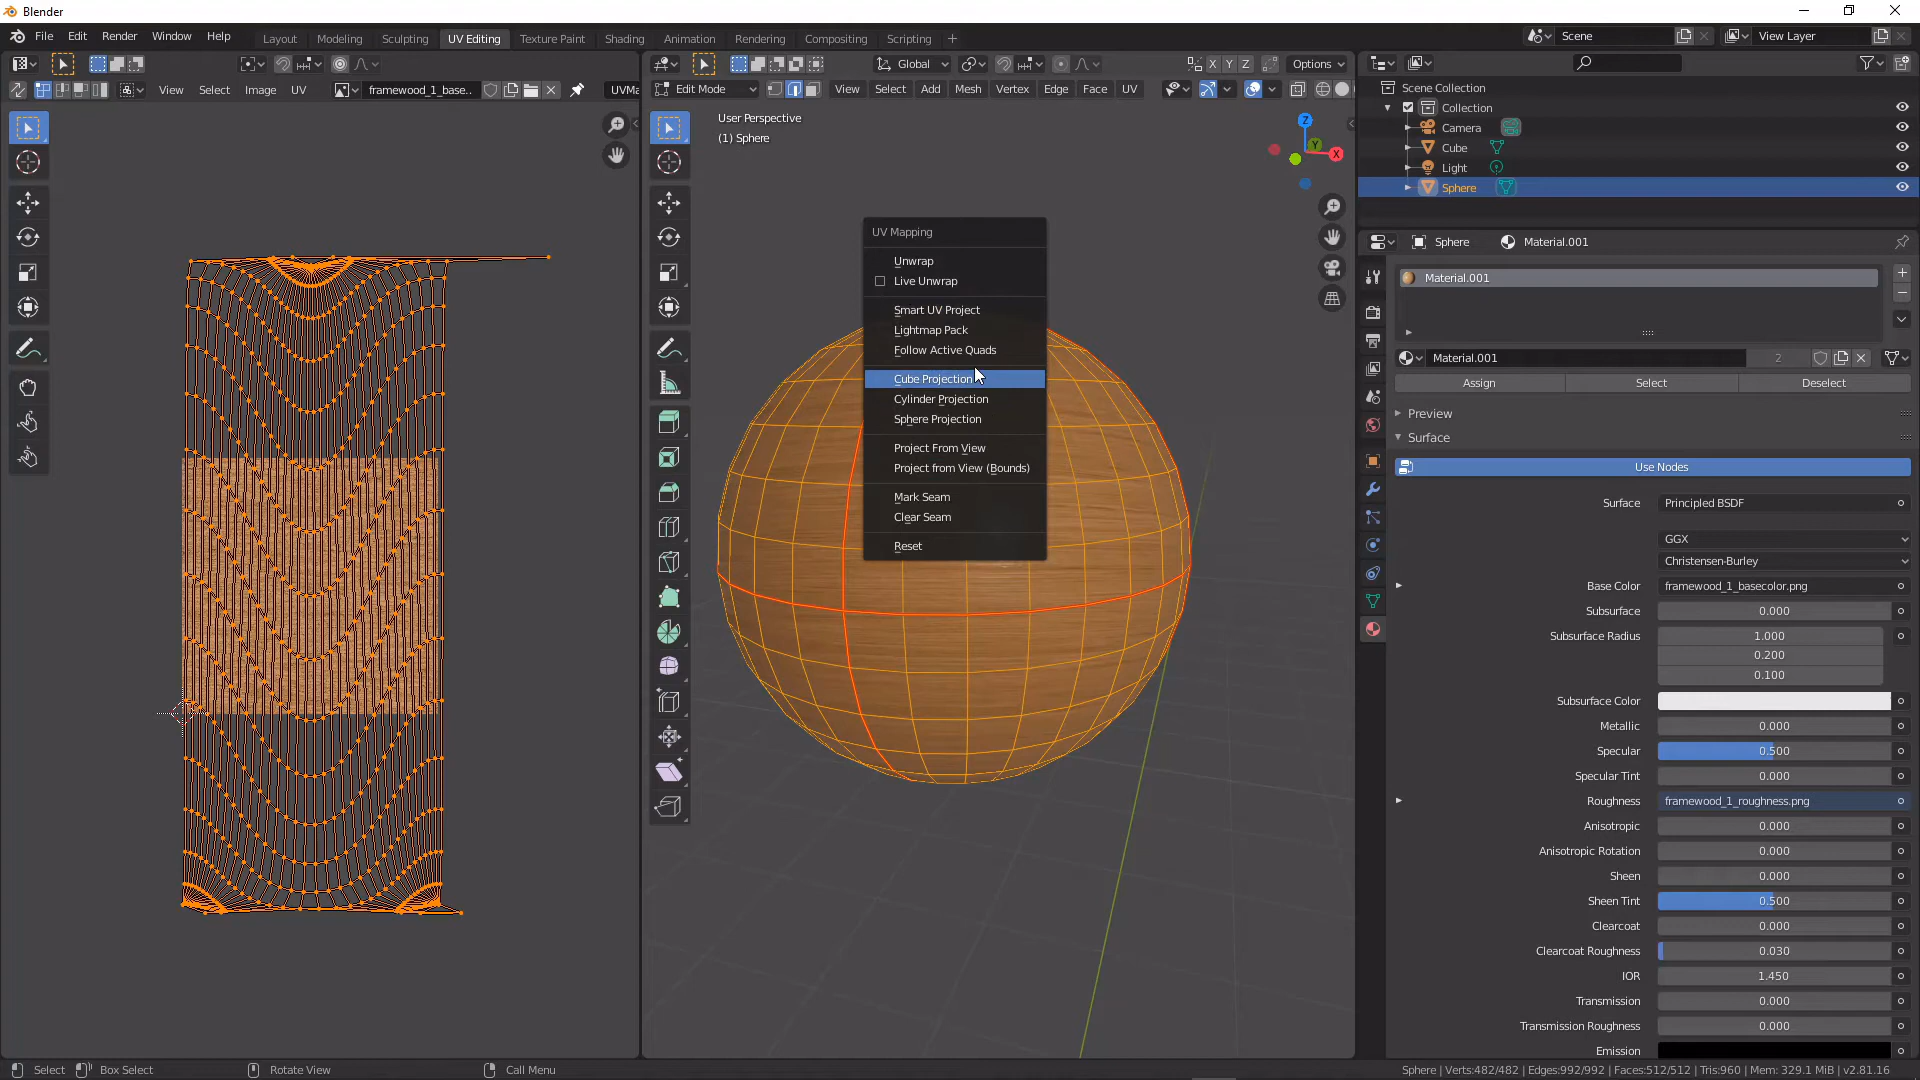 Blender
File Edit Render Window Help Layout Modeling Sculpting UV Editing Texture Paint Shading Animation Rendering Compositing Scripting Scene View Layer
Global X Y Z Options
View Select Image UV framewood_1_base.. UVMa Edit Mode View Select Add Mesh Vertex Edge Face UV
Scene Collection
Collection
Camera
Cube
Light
Sphere
User Perspective
(1) Sphere
Z
Y
X
UV Mapping
Unwrap
Live Unwrap
Smart UV Project
Lightmap Pack
Follow Active Quads
Cube Projection
Cylinder Projection
Sphere Projection
Project From View
Project from View (Bounds)
Mark Seam
Clear Seam
Reset
Sphere Material.001
Material.001
Material.001 2
Assign Select Deselect
Preview
Surface
Use Nodes
Surface Principled BSDF
GGX
Christensen-Burley
Base Color framewood_1_basecolor.png
Subsurface 0.000
Subsurface Radius 1.000
0.200
0.100
Subsurface Color
Metallic 0.000
Specular 0.500
Specular Tint 0.000
Roughness framewood_1_roughness.png
Anisotropic 0.000
Anisotropic Rotation 0.000
Sheen 0.000
Sheen Tint 0.500
Clearcoat 0.000
Clearcoat Roughness 0.030
IOR 1.450
Transmission 0.000
Transmission Roughness 0.000
Emission
Select Box Select Rotate View Call Menu Sphere | Verts:482/482 | Edges:992/992 | Faces:512/512 | Tris:960 | Mem: 329.1 MiB | v2.81.16